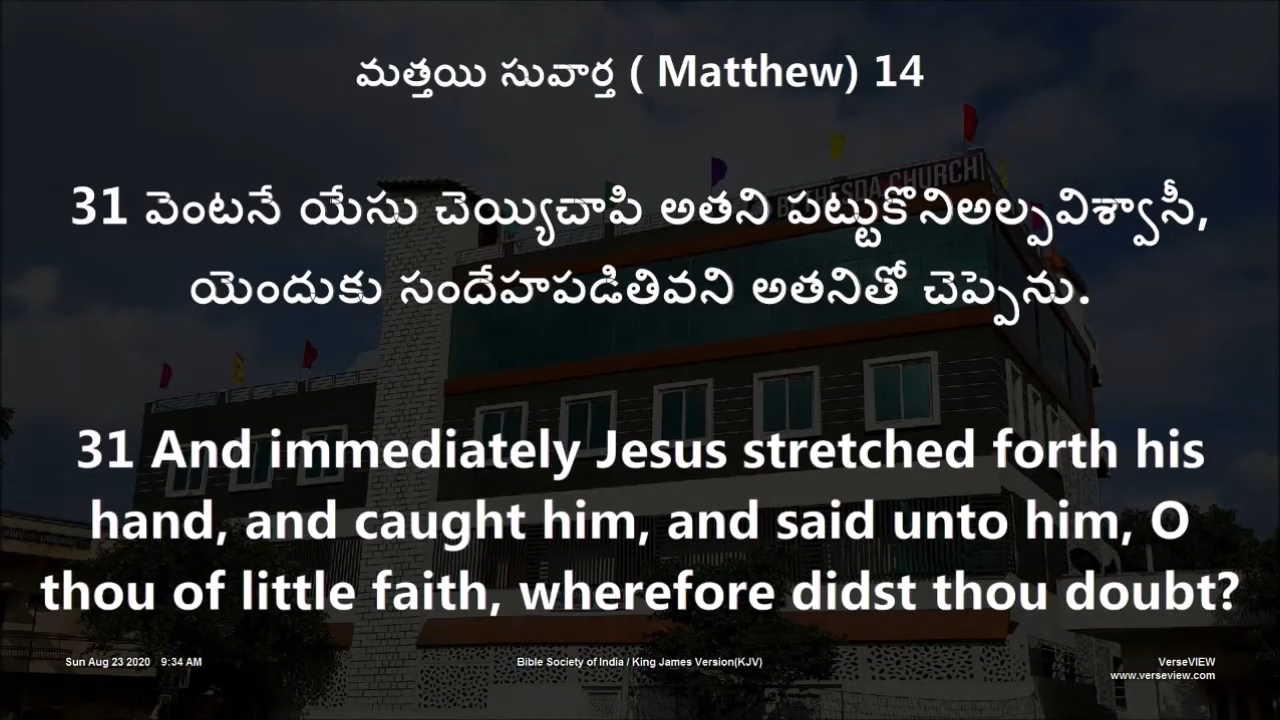 మత్తయి సువార్త ( Matthew) 14
BETHESDA CHURCH
31 వెంటనే యేసు చెయ్యిచాపి అతని పట్టుకొనిఅల్పవిశ్వాసీ,
యెందుకు సందేహపడితివని అతనితో చెప్పెను.
31 And immediately Jesus stretched forth his
hand, and caught him, and said unto him, O
thou of little faith, wherefore didst thou doubt?
Sun Aug 23 2020 9:34 AM
Bible Society of India / King James Version(KJV)
VerseVIEW
www.verseview.com